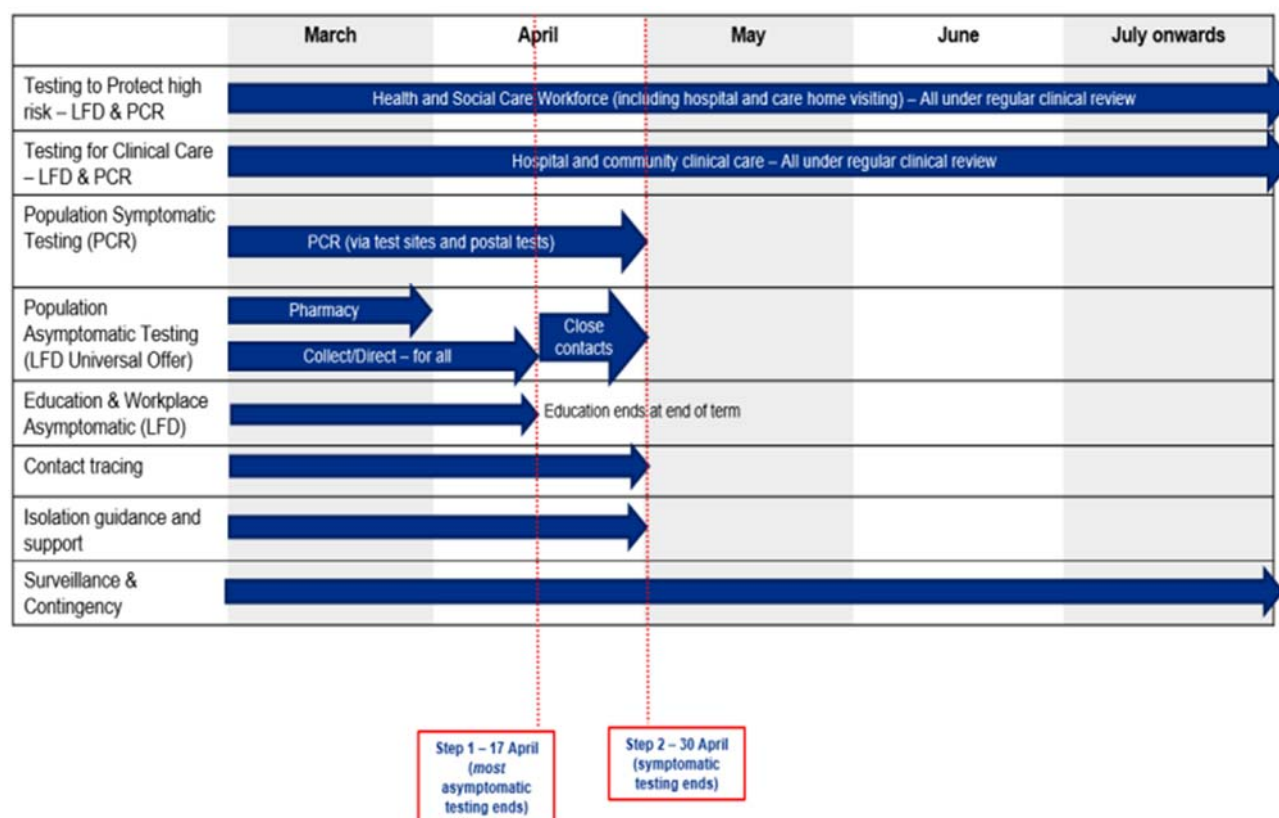 March
April
May
June
July onwards
Testing to Protect high
risk – LFD & PCR
Health and Social Care Workforce (including hospital and care home visiting) – All under regular clinical review
Testing for Clinical Care
– LFD & PCR
Hospital and community clinical care – All under regular clinical review
Population Symptomatic
Testing (PCR)
PCR (via test sites and postal tests)
Population
Asymptomatic Testing
(LFD Universal Offer)
Pharmacy
Collect/Direct – for all
Close
contacts
Education & Workplace
Asymptomatic (LFD)
Education ends at end of term
Contact tracing
Isolation guidance and
support
Surveillance &
Contingency
Step 1 – 17 April
(most
asymptomatic
testing ends)
Step 2 – 30 April
(symptomatic
testing ends)